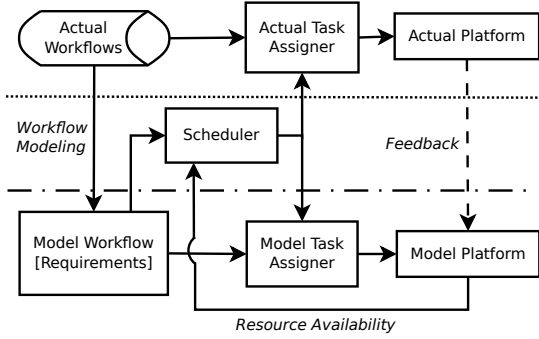 Actual
Workflows
Actual Task
Assigner
Actual Platform
Workflow
Modeling
Scheduler
Feedback
Model Workflow
[Requirements]
Model Task
Assigner
Model Platform
Resource Availability